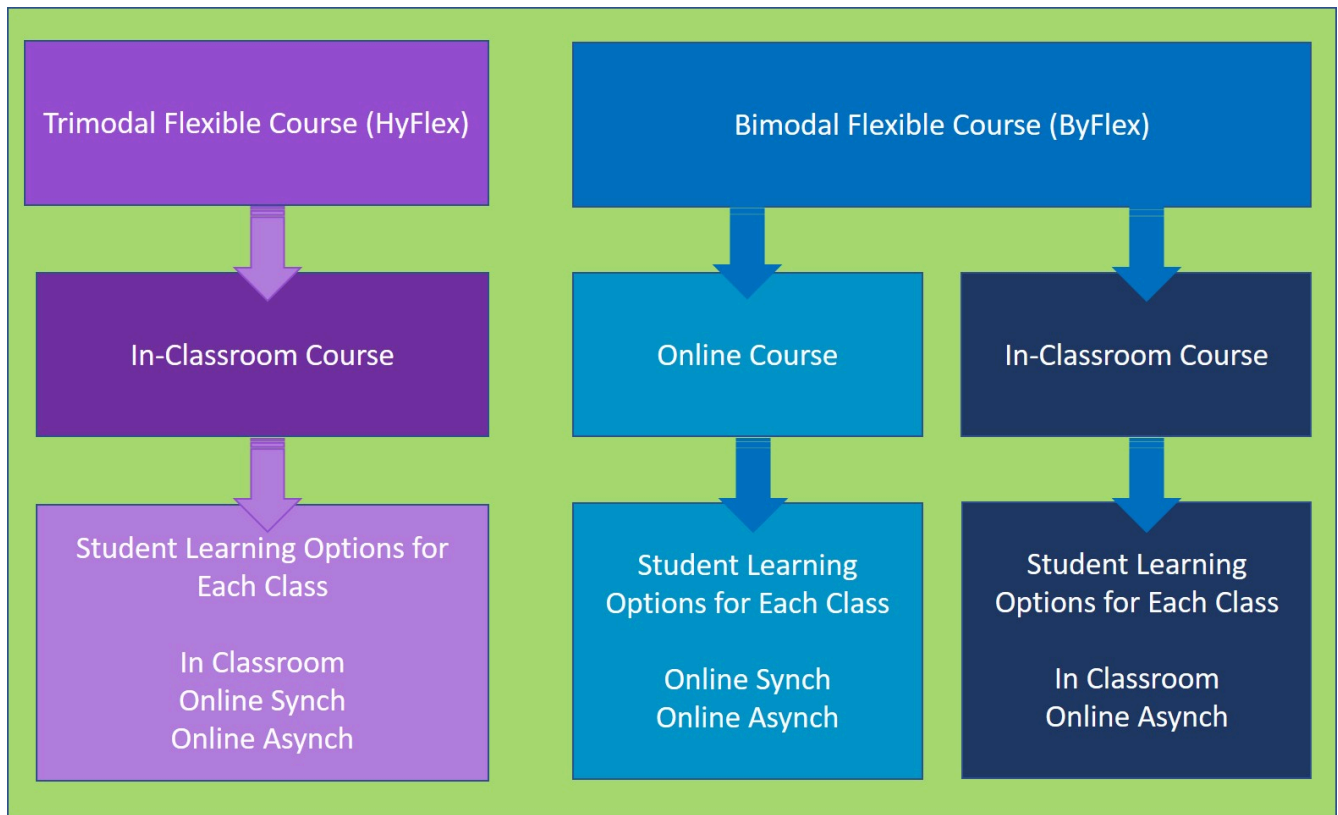 Trimodal Flexible Course (HyFlex)
Bimodal Flexible Course (ByFlex)
In-Classroom Course
Online Course
In-Classroom Course
Student Learning Options for
Each Class
In Classroom
Online Synch
Online Asynch
Student Learning
Options for Each Class
Online Synch
Online Asynch
Student Learning
Options for Each Class
In Classroom
Online Asynch